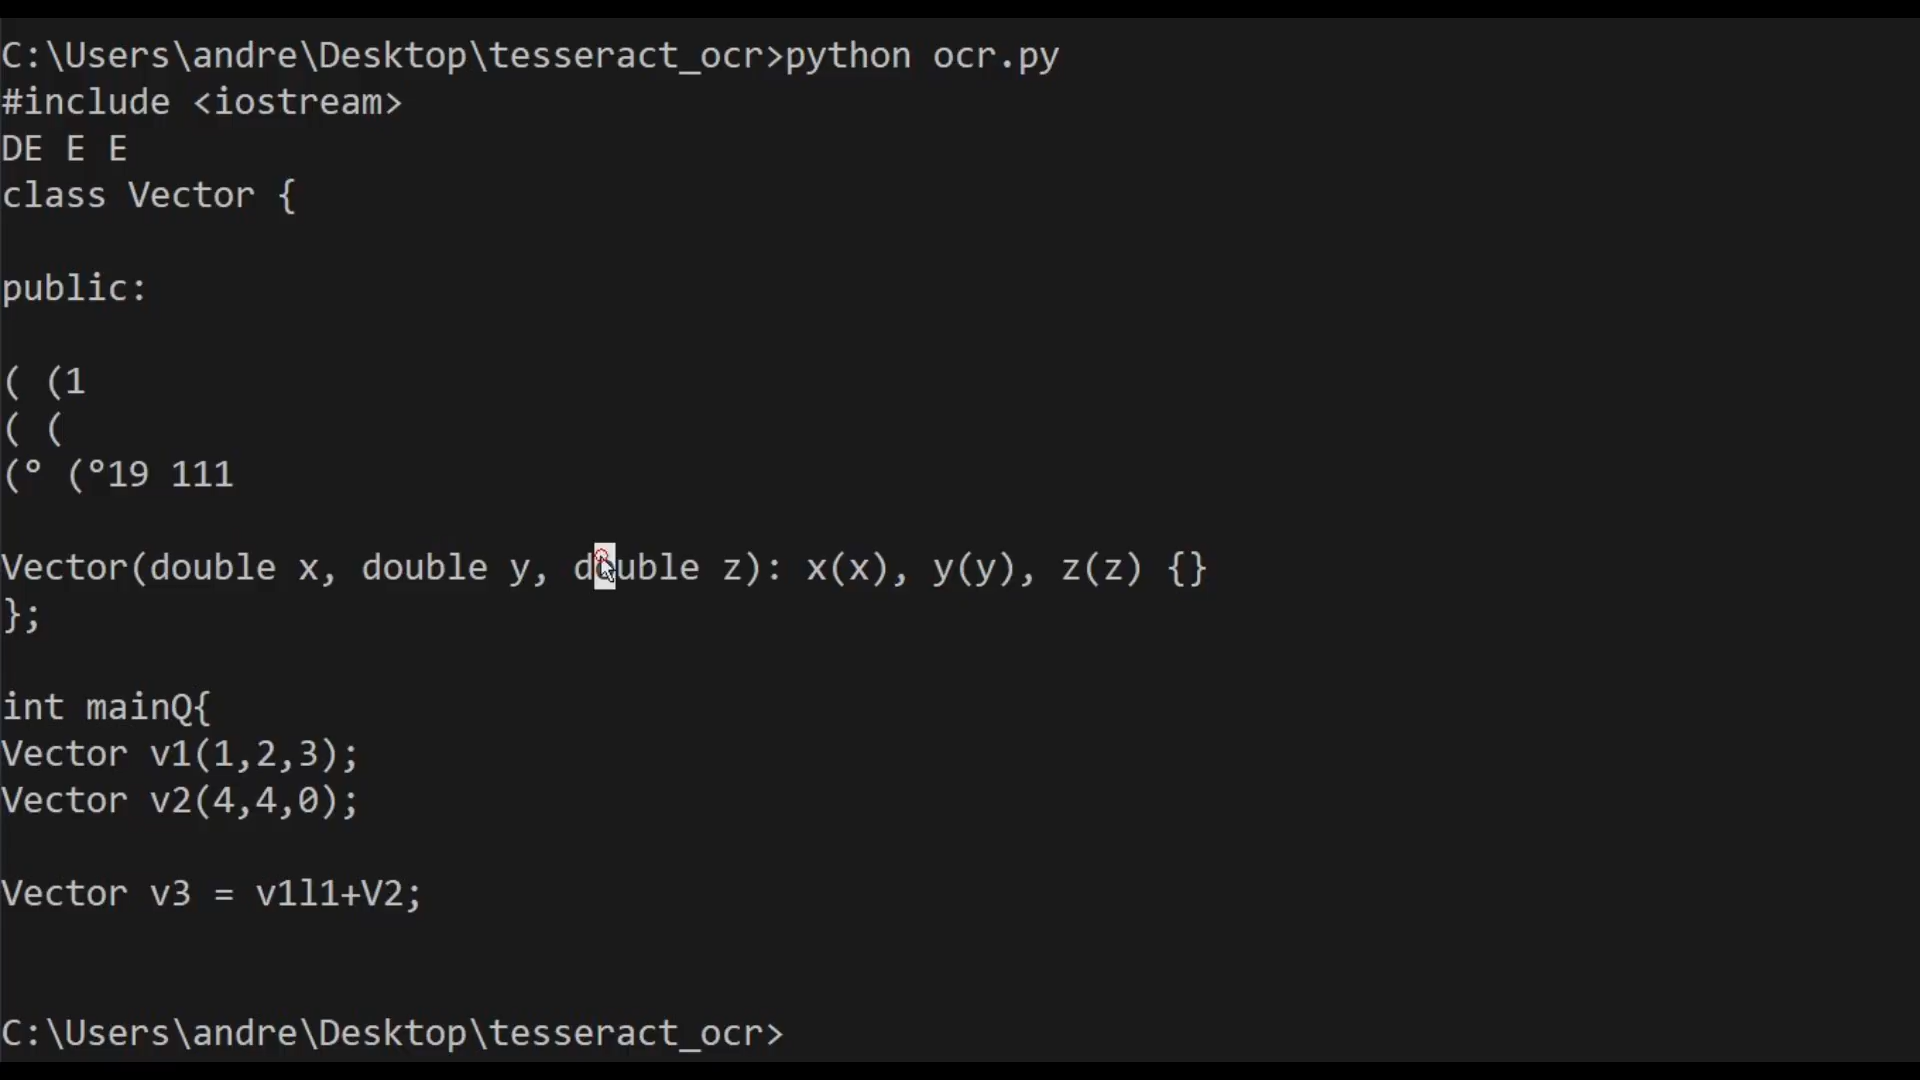 C:\Users\andre\Desktop\tesseract_ocr>python ocr.py
#include <iostream>
DE E E
class Vector {
public:
( (1
( (
(° (°19 111
Vector(double x, double y, double z): x(x), y(y), z(z) {}
};
int mainQ{
Vector v1(1,2,3);
Vector v2(4,4,0);
Vector v3 = v1l1+V2;
C:\Users\andre\Desktop\tesseract_ocr>